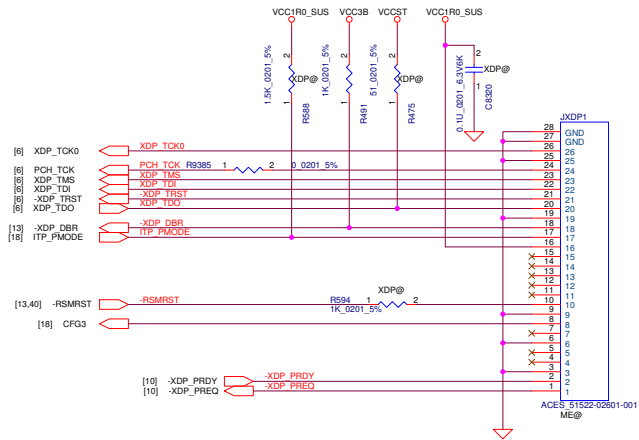 VCC1R0_SUS VCC3B VCCST VCC1R0_SUS
2 2 2 2
1.5K_0201_5% XDP@ R588 1
1K_0201_5% R491 1
51_0201_5% XDP@ R475 1
0.1U_0201_6.3V6K XDP@ C8320 1
JXDP1
28 GND
27 GND
[6] XDP_TCK0 XDP_TCK0 26 26
25 25
[6] PCH_TCK PCH_TCK R9385 1 2 0_0201_5% 24 24
[6] XDP_TMS XDP_TMS 23 23
[6] XDP_TDI XDP_TDI 22 22
[6] -XDP_TRST -XDP_TRST 21 21
[6] XDP_TDO XDP_TDO 20 20
19 19
[13] -XDP_DBR -XDP_DBR 18 18
[18] ITP_PMODE ITP_PMODE 17 17
16 16
15 15
14 14
13 13
12 12
11 11
XDP@
[13,40] -RSMRST -RSMRST R594 1 2 10 10
1K_0201_5%
9 9
[18] CFG3 8 8
7 7
6 6
5 5
4 4
3 3
[10] -XDP_PRDY -XDP_PRDY 2 2
[10] -XDP_PREQ -XDP_PREQ 1 1
ACES_51522-02601-001
ME@